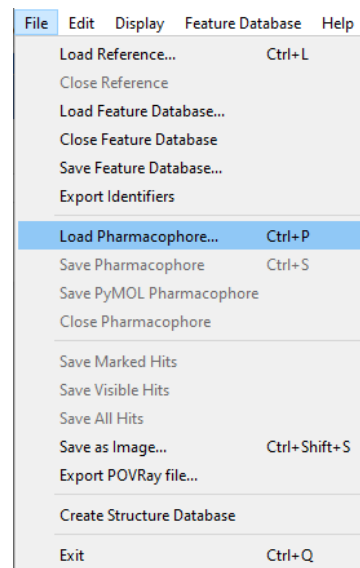 File Edit Display Feature Database Help
Load Reference... Ctrl+L
Close Reference
Load Feature Database...
Close Feature Database
Save Feature Database...
Export Identifiers
Load Pharmacophore... Ctrl+P
Save Pharmacophore Ctrl+S
Save PyMOL Pharmacophore
Close Pharmacophore
Save Marked Hits
Save Visible Hits
Save All Hits
Save as Image... Ctrl+Shift+S
Export POVRay file...
Create Structure Database
Exit Ctrl+Q